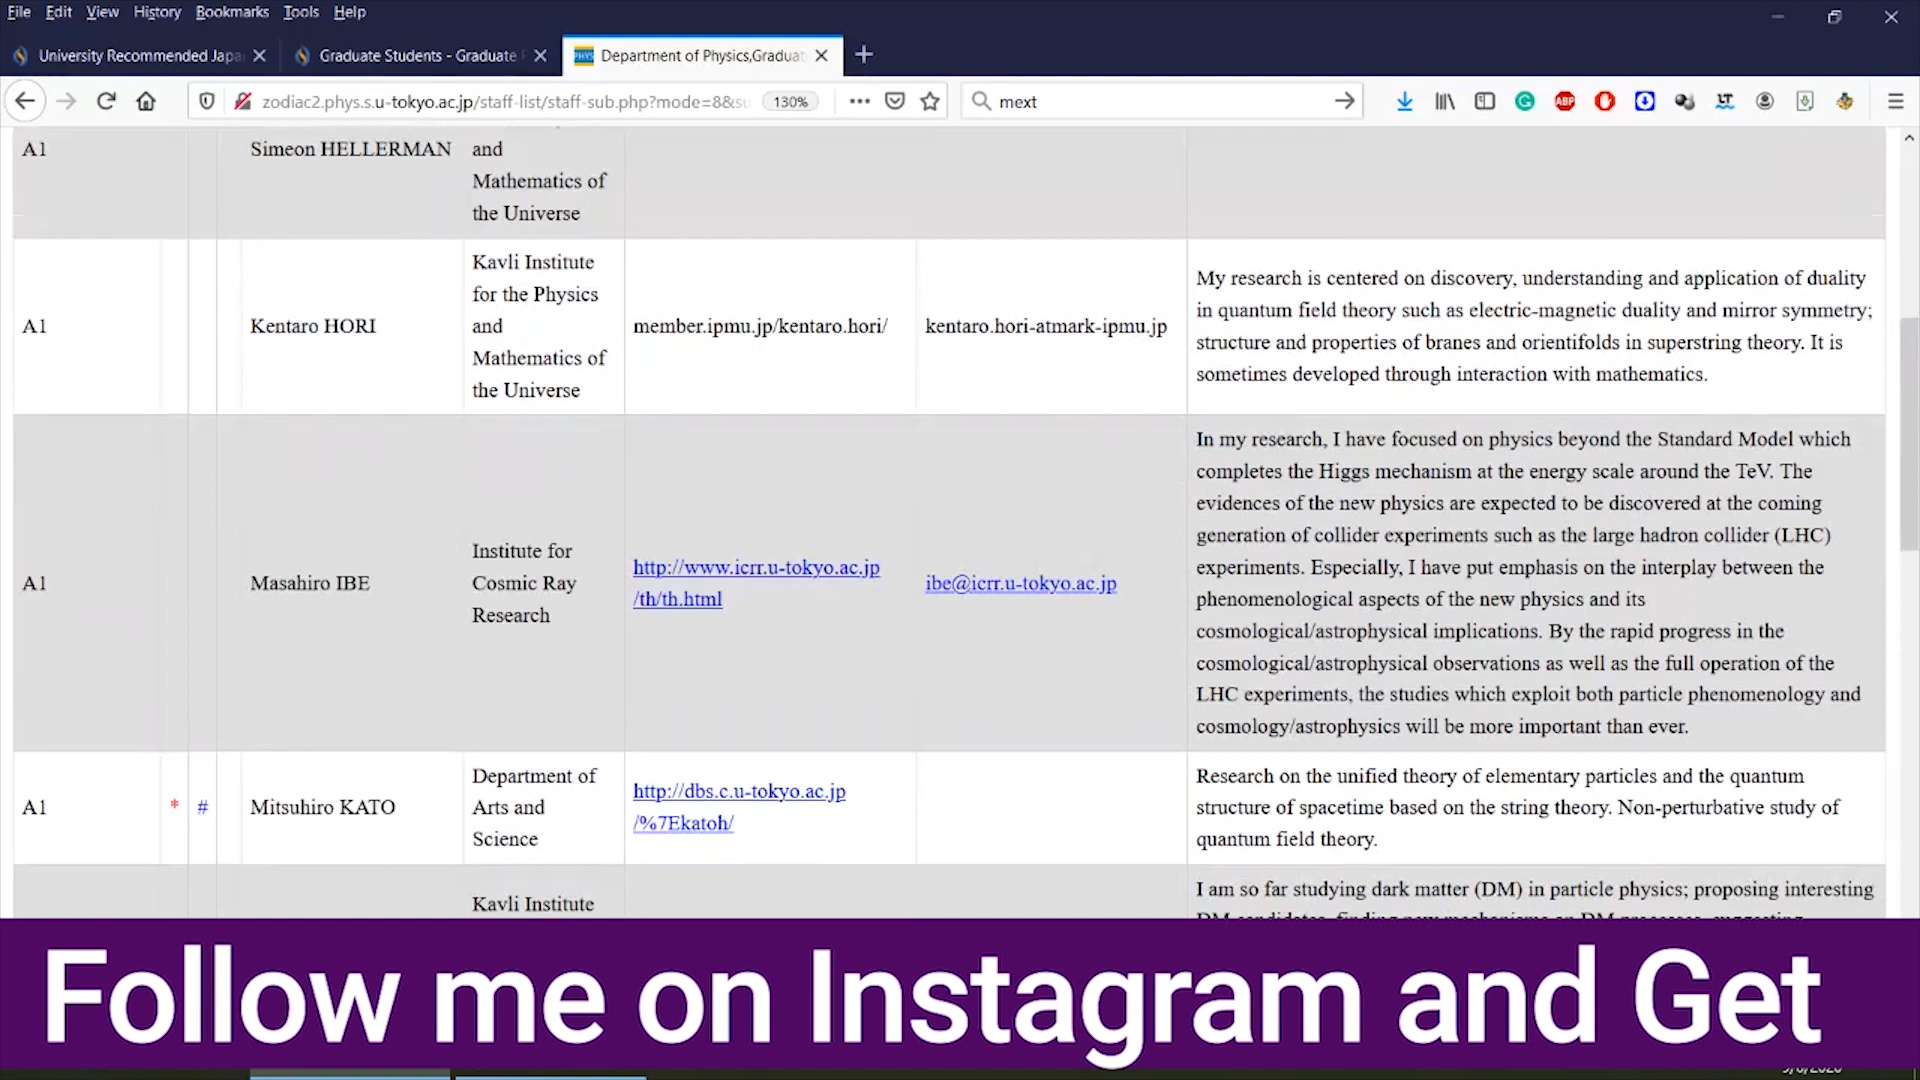 File Edit View History Bookmarks Tools Help
University Recommended Japa
Graduate Students - Graduate
Department of Physics,Graduat
zodiac2.phys.s.u-tokyo.ac.jp/staff-list/staff-sub.php?mode=8&su
130%
mext
A1
Simeon HELLERMAN
and
Mathematics of
the Universe
A1
Kentaro HORI
Kavli Institute
for the Physics
and
Mathematics of
the Universe
member.ipmu.jp/kentaro.hori/
kentaro.hori-atmark-ipmu.jp
My research is centered on discovery, understanding and application of duality
in quantum field theory such as electric-magnetic duality and mirror symmetry;
structure and properties of branes and orientifolds in superstring theory. It is
sometimes developed through interaction with mathematics.
A1
Masahiro IBE
Institute for
Cosmic Ray
Research
http://www.icrr.u-tokyo.ac.jp
/th/th.html
ibe@icrr.u-tokyo.ac.jp
In my research, I have focused on physics beyond the Standard Model which
completes the Higgs mechanism at the energy scale around the TeV. The
evidences of the new physics are expected to be discovered at the coming
generation of collider experiments such as the large hadron collider (LHC)
experiments. Especially, I have put emphasis on the interplay between the
phenomenological aspects of the new physics and its
cosmological/astrophysical implications. By the rapid progress in the
cosmological/astrophysical observations as well as the full operation of the
LHC experiments, the studies which exploit both particle phenomenology and
cosmology/astrophysics will be more important than ever.
A1
*
#
Mitsuhiro KATO
Department of
Arts and
Science
http://dbs.c.u-tokyo.ac.jp
/%7Ekatoh/
Research on the unified theory of elementary particles and the quantum
structure of spacetime based on the string theory. Non-perturbative study of
quantum field theory.
Kavli Institute
I am so far studying dark matter (DM) in particle physics; proposing interesting
Follow me on Instagram and Get